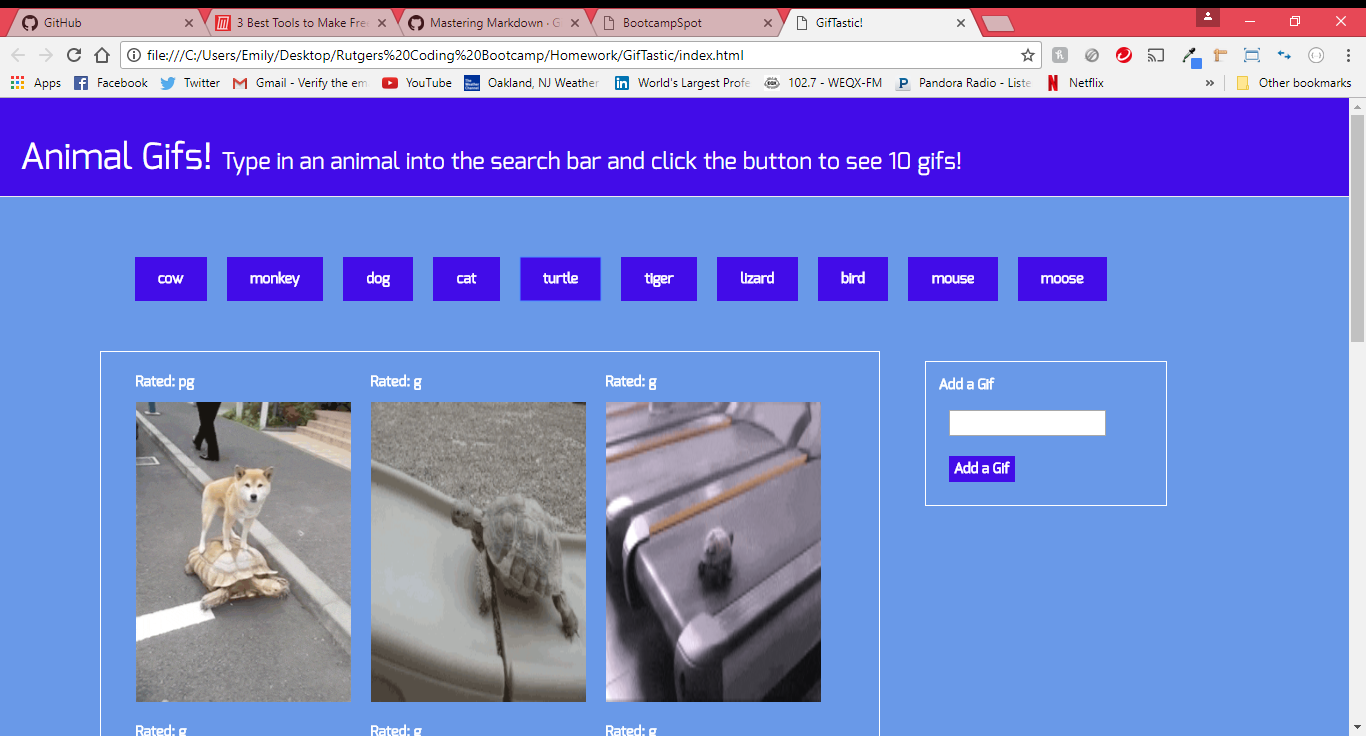 GitHub
3 Best Tools to Make Free
Mastering Markdown · G
BootcampSpot
GifTastic!
file:///C:/Users/Emily/Desktop/Rutgers%20Coding%20Bootcamp/Homework/GifTastic/index.html
Apps Facebook Twitter Gmail - Verify the em YouTube Oakland, NJ Weather World's Largest Profe 102.7 - WEQX-FM Pandora Radio - Liste Netflix » Other bookmarks
Animal Gifs! Type in an animal into the search bar and click the button to see 10 gifs!
cow monkey dog cat turtle tiger lizard bird mouse moose
Rated: pg Rated: g Rated: g
Add a Gif
Add a Gif
Rated: g Rated: g Rated: g